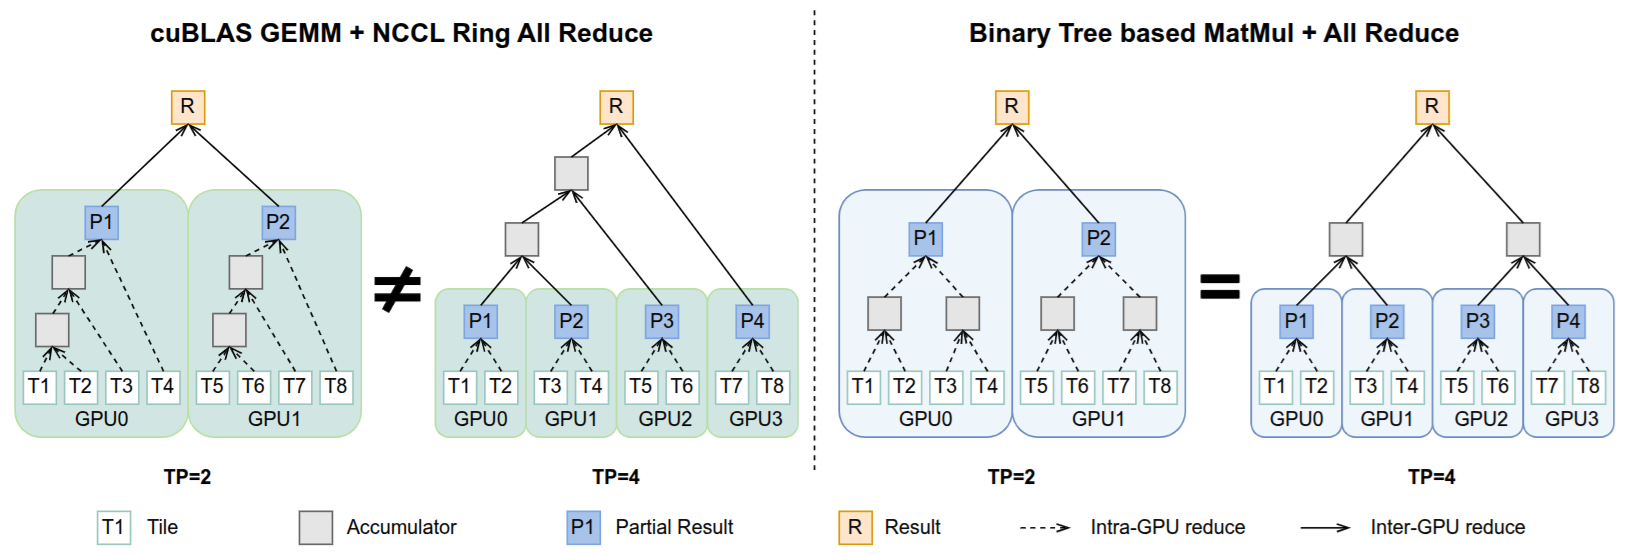 cuBLAS GEMM + NCCL Ring All Reduce
Binary Tree based MatMul + All Reduce
R
R
R
R
P1
P2
P1
P2
≠
=
P1
P2
P3
P4
P1
P2
P3
P4
T1 T2 T3 T4
T5 T6 T7 T8
T1 T2
T3 T4
T5 T6
T7 T8
T1 T2 T3 T4
T5 T6 T7 T8
T1 T2
T3 T4
T5 T6
T7 T8
GPU0
GPU1
GPU0
GPU1
GPU2
GPU3
GPU0
GPU1
GPU0
GPU1
GPU2
GPU3
TP=2
TP=4
TP=2
TP=4
T1 Tile
Accumulator
P1 Partial Result
R Result
Intra-GPU reduce
Inter-GPU reduce